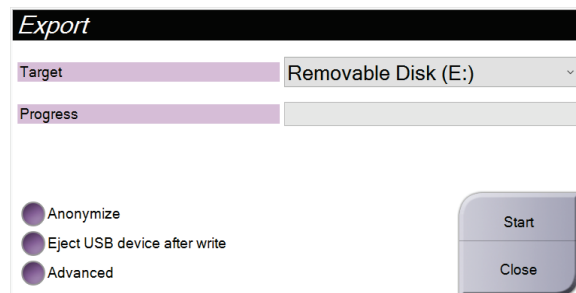 Export
Target
Removable Disk (E:)
Progress
Anonymize
Eject USB device after write
Advanced
Start
Close